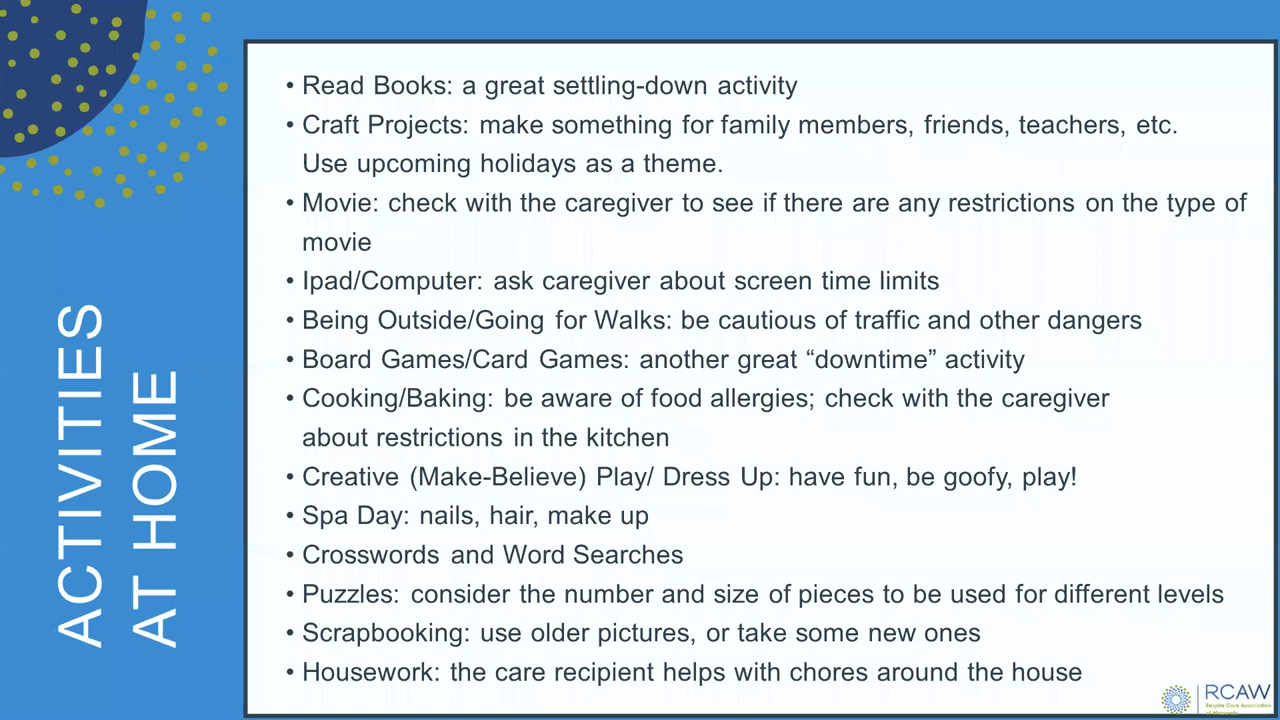 ACTIVITIES
AT HOME
• Read Books: a great settling-down activity
• Craft Projects: make something for family members, friends, teachers, etc.
Use upcoming holidays as a theme.
• Movie: check with the caregiver to see if there are any restrictions on the type of
movie
• Ipad/Computer: ask caregiver about screen time limits
• Being Outside/Going for Walks: be cautious of traffic and other dangers
• Board Games/Card Games: another great “downtime” activity
• Cooking/Baking: be aware of food allergies; check with the caregiver
about restrictions in the kitchen
• Creative (Make-Believe) Play/ Dress Up: have fun, be goofy, play!
• Spa Day: nails, hair, make up
• Crosswords and Word Searches
• Puzzles: consider the number and size of pieces to be used for different levels
• Scrapbooking: use older pictures, or take some new ones
• Housework: the care recipient helps with chores around the house
RCAW
Respite Care Association